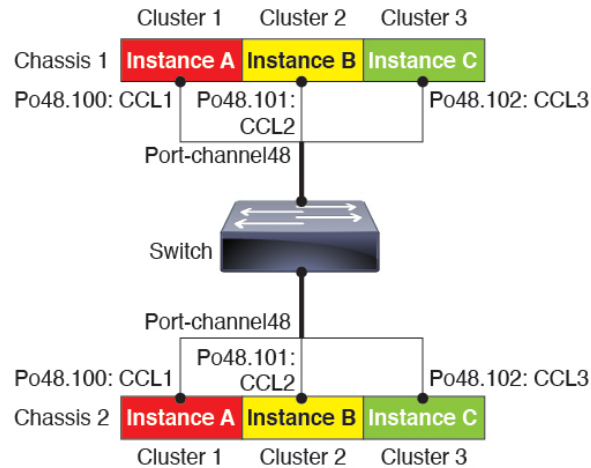 Cluster 1 Cluster 2 Cluster 3
Chassis 1 Instance A Instance B Instance C
Po48.100: CCL1 Po48.101: CCL2 Po48.102: CCL3
Port-channel48
Switch
Port-channel48
Po48.100: CCL1 Po48.101: CCL2 Po48.102: CCL3
Chassis 2 Instance A Instance B Instance C
Cluster 1 Cluster 2 Cluster 3